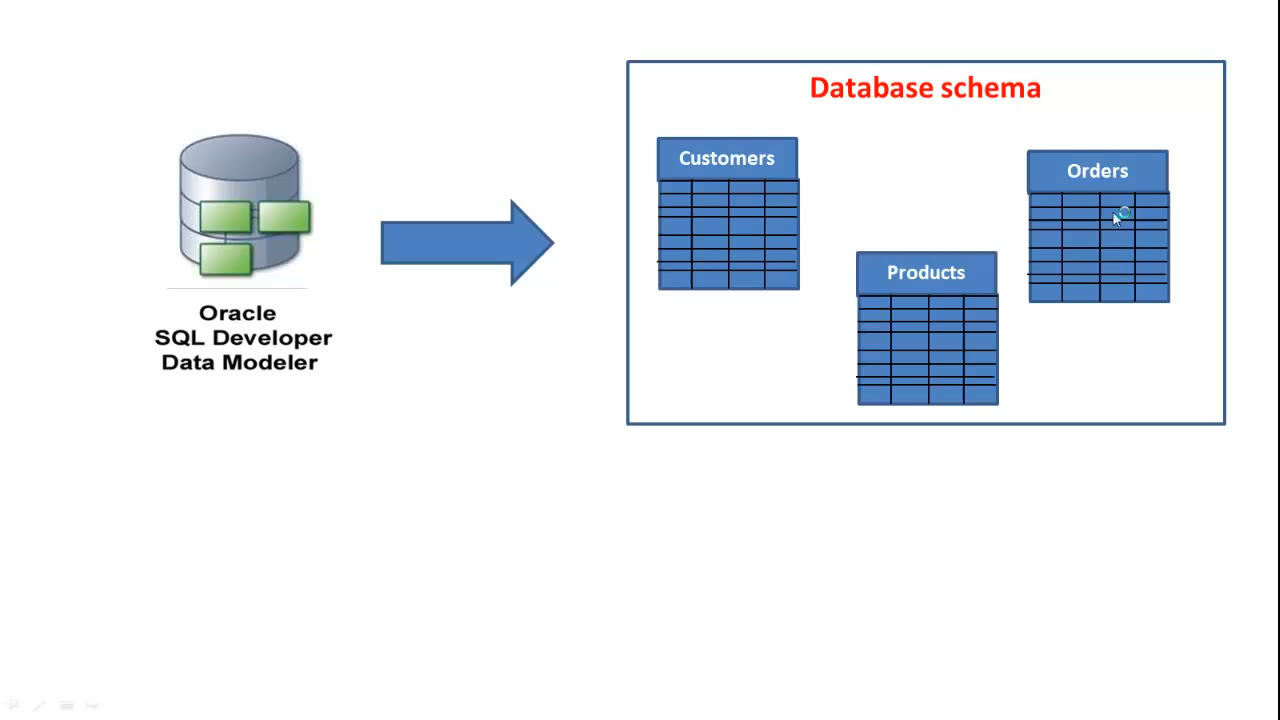 Database schema
Customers
Orders
Products
Oracle
SQL Developer
Data Modeler